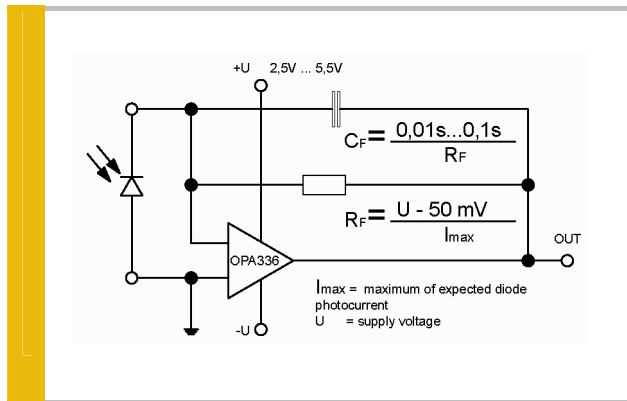 +U 2,5V ... 5,5V
CF= 0,01s...0,1s
RF
RF= U - 50 mV
Imax
OPA336
OUT
Imax = maximum of expected diode
photocurrent
U = supply voltage
-U